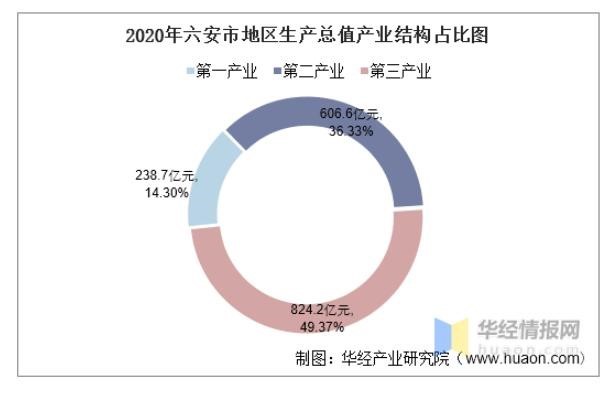 2020年六安市地区生产总值产业结构占比图
第一产业 第二产业 第三产业
606.6亿元,
36.33%
238.7亿元,
14.30%
824.2亿元,
49.37%
华经情报网
huaon.com
制图：华经产业研究院（www.huaon.com）